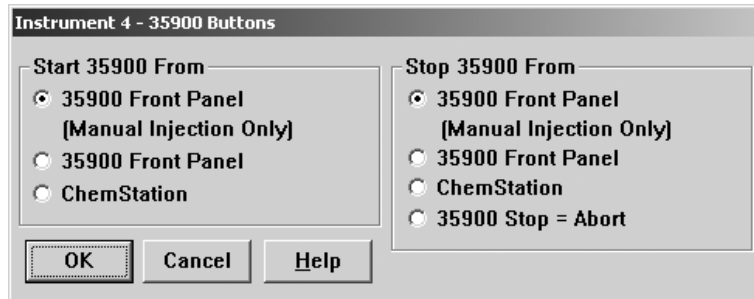 Instrument 4 - 35900 Buttons
Start 35900 From
35900 Front Panel
(Manual Injection Only)
35900 Front Panel
ChemStation
Stop 35900 From
35900 Front Panel
(Manual Injection Only)
35900 Front Panel
ChemStation
35900 Stop = Abort
OK
Cancel
Help